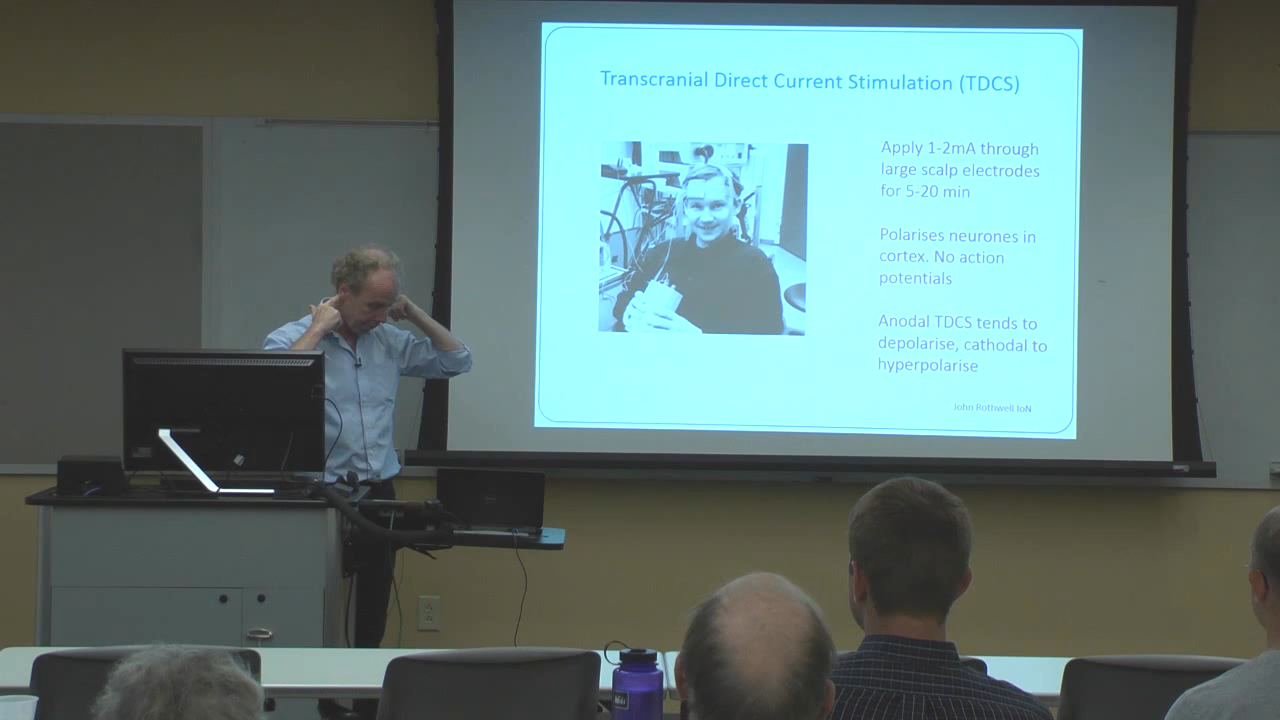 Transcranial Direct Current Stimulation (TDCS)
Apply 1-2mA through
large scalp electrodes
for 5-20 min
Polarises neurones in
cortex. No action
potentials
Anodal TDCS tends to
depolarise, cathodal to
hyperpolarise
John Rothwell IoN